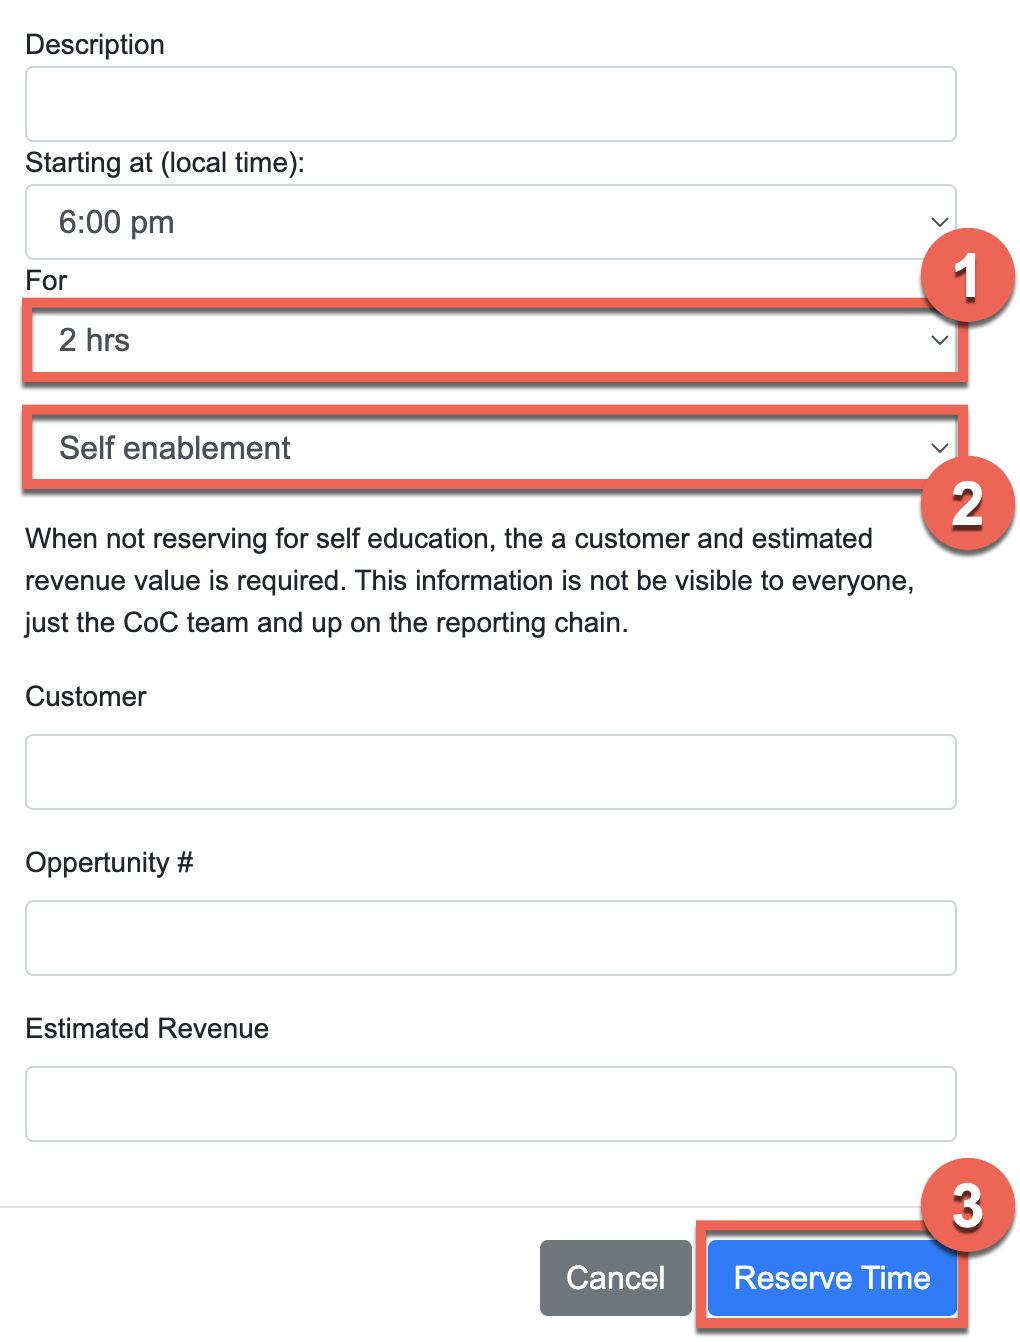 Description
Starting at (local time):
6:00 pm
For
1
2 hrs
Self enablement
2
When not reserving for self education, the a customer and estimated
revenue value is required. This information is not be visible to everyone,
just the CoC team and up on the reporting chain.
Customer
Oppertunity #
Estimated Revenue
3
Cancel
Reserve Time